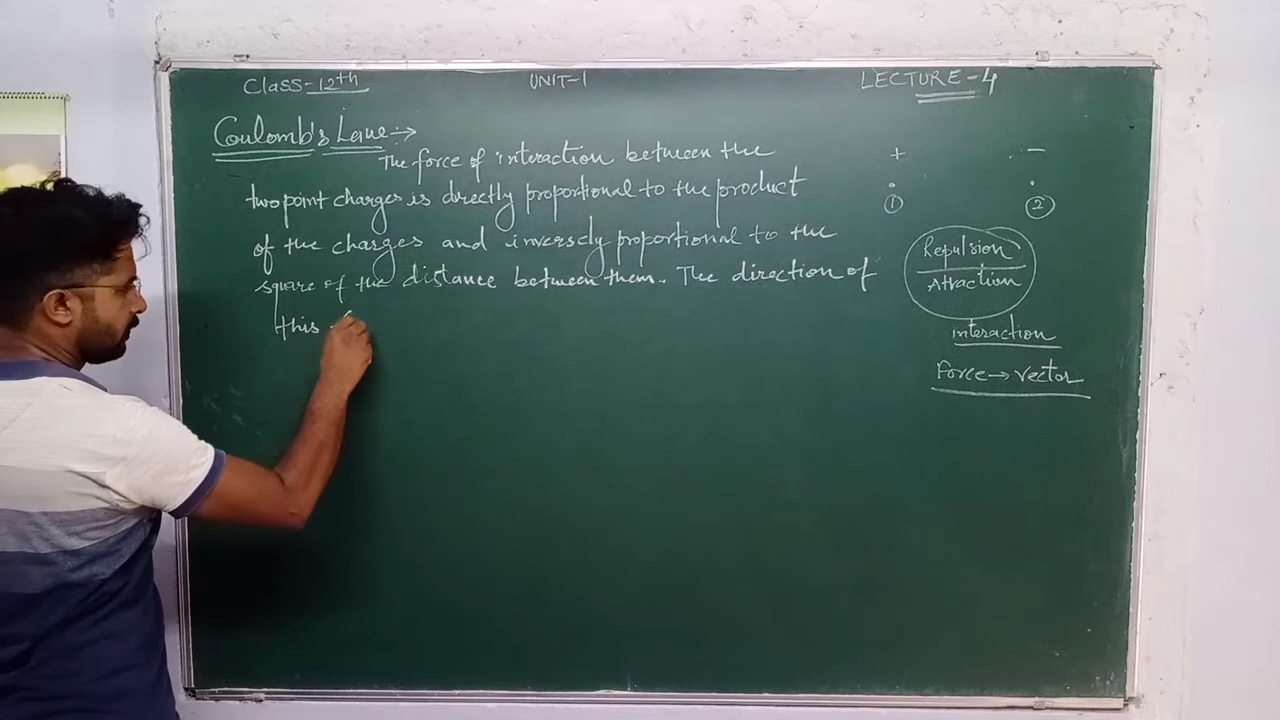 Class-12th
UNIT-1
LECTURE-4
Coulomb's Law :→
The force of interaction between the
two point charges is directly proportional to the product
of the charges and inversely proportional to the
square of the distance between them. The direction of
this
+ -
1 2
Repulsion
Attraction
interaction
Force → vector